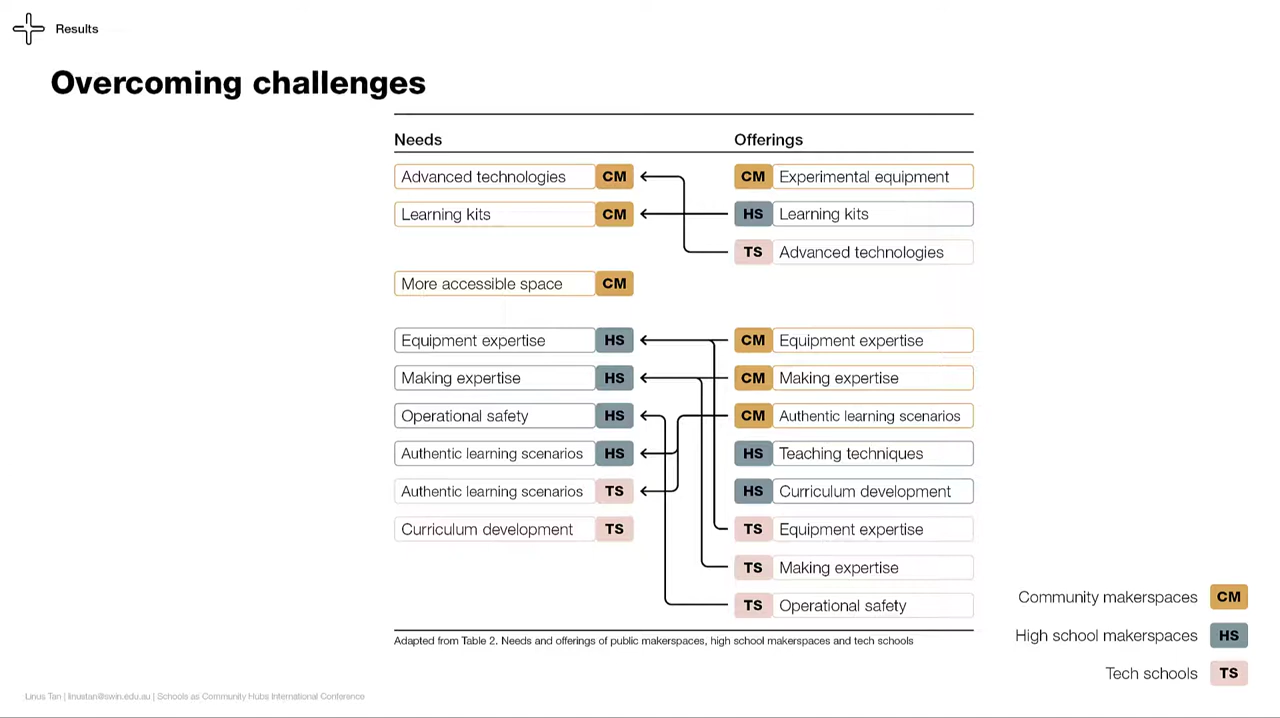 Results
Overcoming challenges
Needs Offerings
Advanced technologies CM CM Experimental equipment
Learning kits CM HS Learning kits
TS Advanced technologies
More accessible space CM
Equipment expertise HS CM Equipment expertise
Making expertise HS CM Making expertise
Operational safety HS CM Authentic learning scenarios
Authentic learning scenarios HS HS Teaching techniques
Authentic learning scenarios TS HS Curriculum development
Curriculum development TS TS Equipment expertise
TS Making expertise
TS Operational safety
Adapted from Table 2. Needs and offerings of public makerspaces, high school makerspaces and tech schools
Community makerspaces CM
High school makerspaces HS
Tech schools TS
Linus Tan | linustan@swin.edu.au | Schools as Community Hubs International Conference